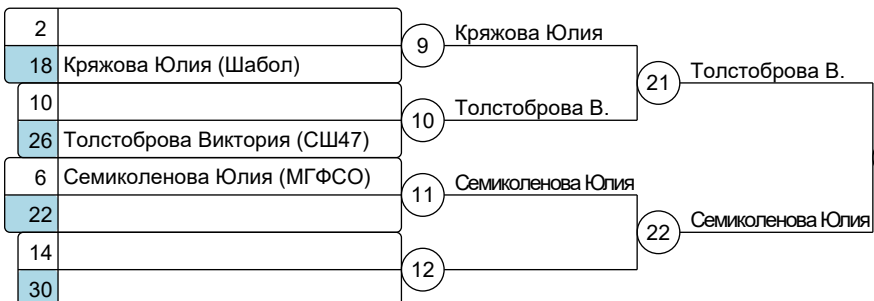 2
9 Кряжова Юлия
18 Кряжова Юлия (Шабол)
21 Толстоброва В.
10
10 Толстоброва В.
26 Толстоброва Виктория (СШ47)
6 Семиколенова Юлия (МГФСО)
11 Семиколенова Юлия
22
22 Семиколенова Юлия
14
12
30